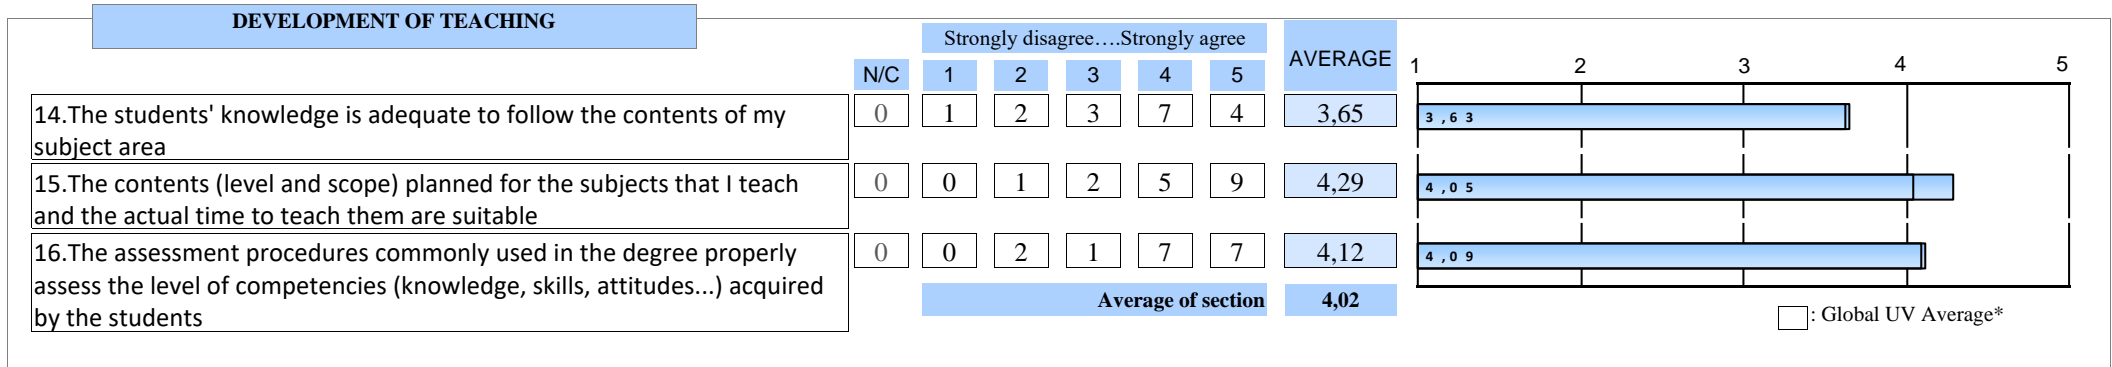 DEVELOPMENT OF TEACHING
Strongly disagree....Strongly agree
AVERAGE
N/C 1 2 3 4 5
1 2 3 4 5
14.The students' knowledge is adequate to follow the contents of my
subject area
0 1 2 3 7 4 3,65
3,63
15.The contents (level and scope) planned for the subjects that I teach
and the actual time to teach them are suitable
0 0 1 2 5 9 4,29
4,05
16.The assessment procedures commonly used in the degree properly
assess the level of competencies (knowledge, skills, attitudes...) acquired
by the students
0 0 2 1 7 7 4,12
4,09
Average of section 4,02
: Global UV Average*